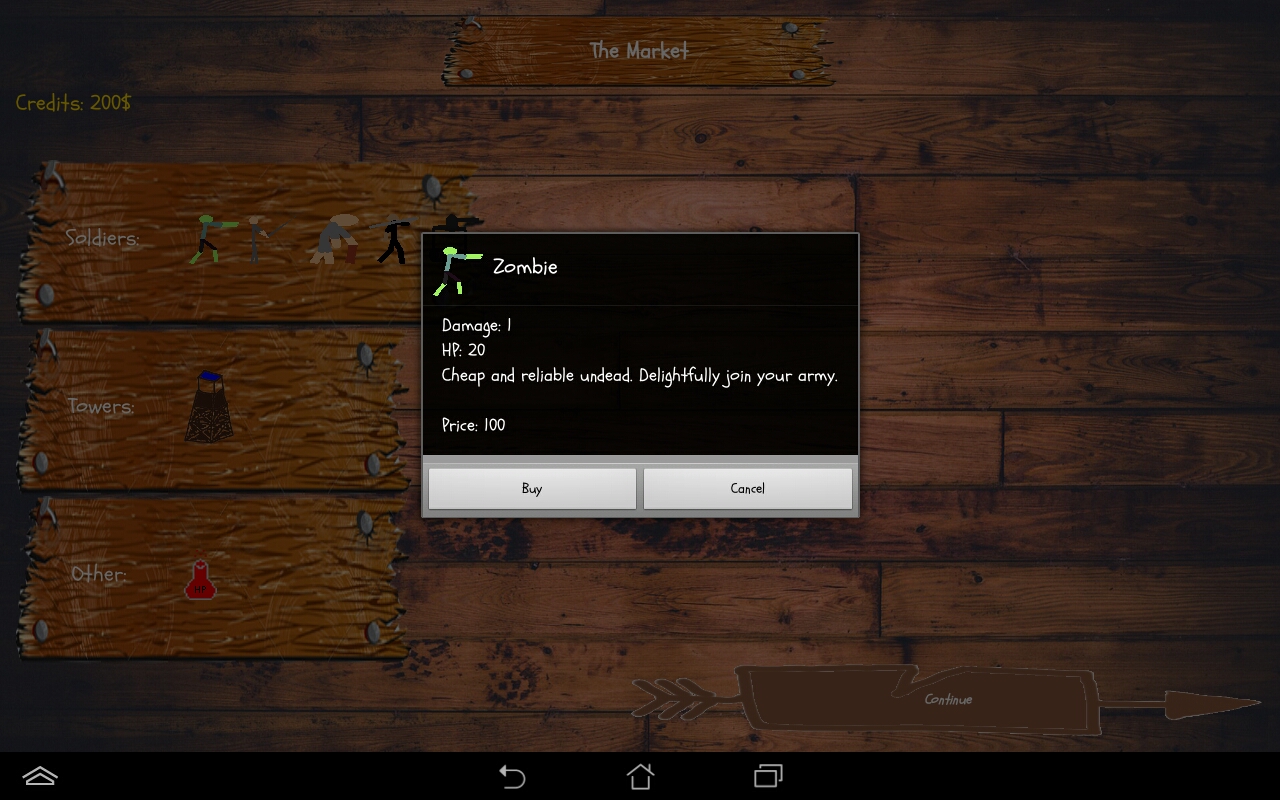 The Market
Credits: 200$
Soldiers:
Zombie
Damage: 1
HP: 20
Cheap and reliable undead. Delightfully join your army.
Price: 100
Buy
Cancel
Towers:
Other:
HP
Continue